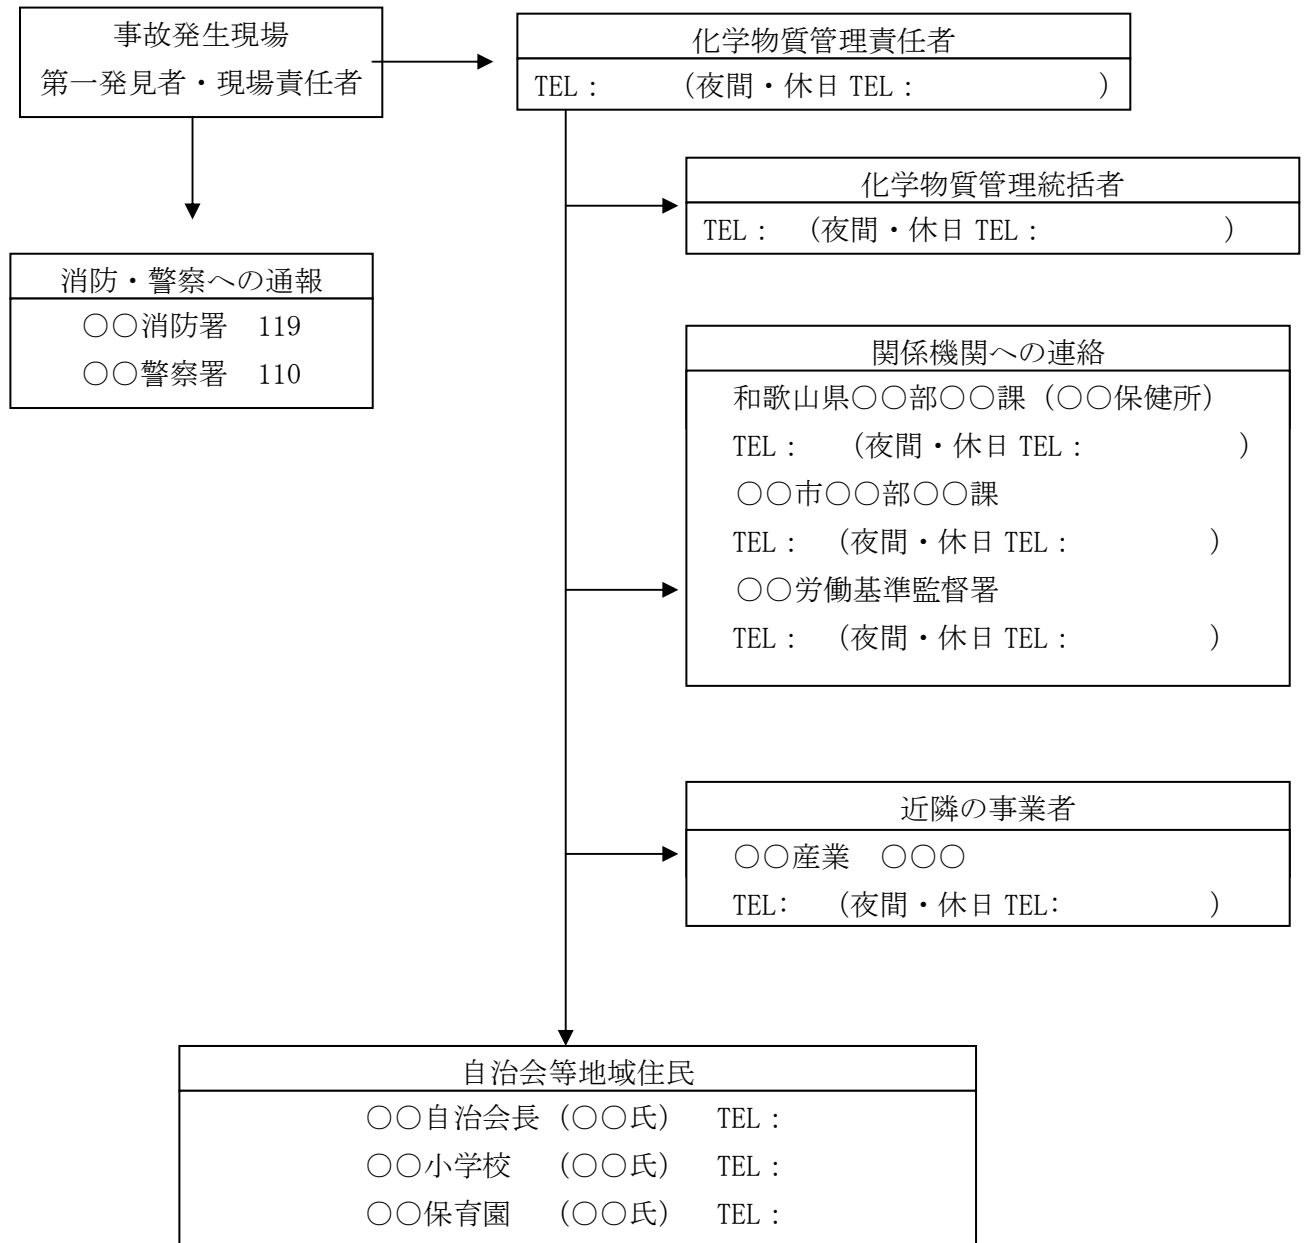 事故発生現場
第一発見者・現場責任者
化学物質管理責任者
TEL：　　（夜間・休日 TEL：　　　　　　）
化学物質管理統括者
TEL：　（夜間・休日 TEL：　　　　　　）
消防・警察への通報
○○消防署　119
○○警察署　110
関係機関への連絡
和歌山県○○部○○課（○○保健所）
TEL：　（夜間・休日 TEL：　　　　　）
○○市○○部○○課
TEL：　（夜間・休日 TEL：　　　　　）
○○労働基準監督署
TEL：　（夜間・休日 TEL：　　　　　）
近隣の事業者
○○産業　○○○
TEL：　（夜間・休日 TEL：　　　　　）
自治会等地域住民
○○自治会長（○○氏）　TEL：
○○小学校　（○○氏）　TEL：
○○保育園　（○○氏）　TEL：